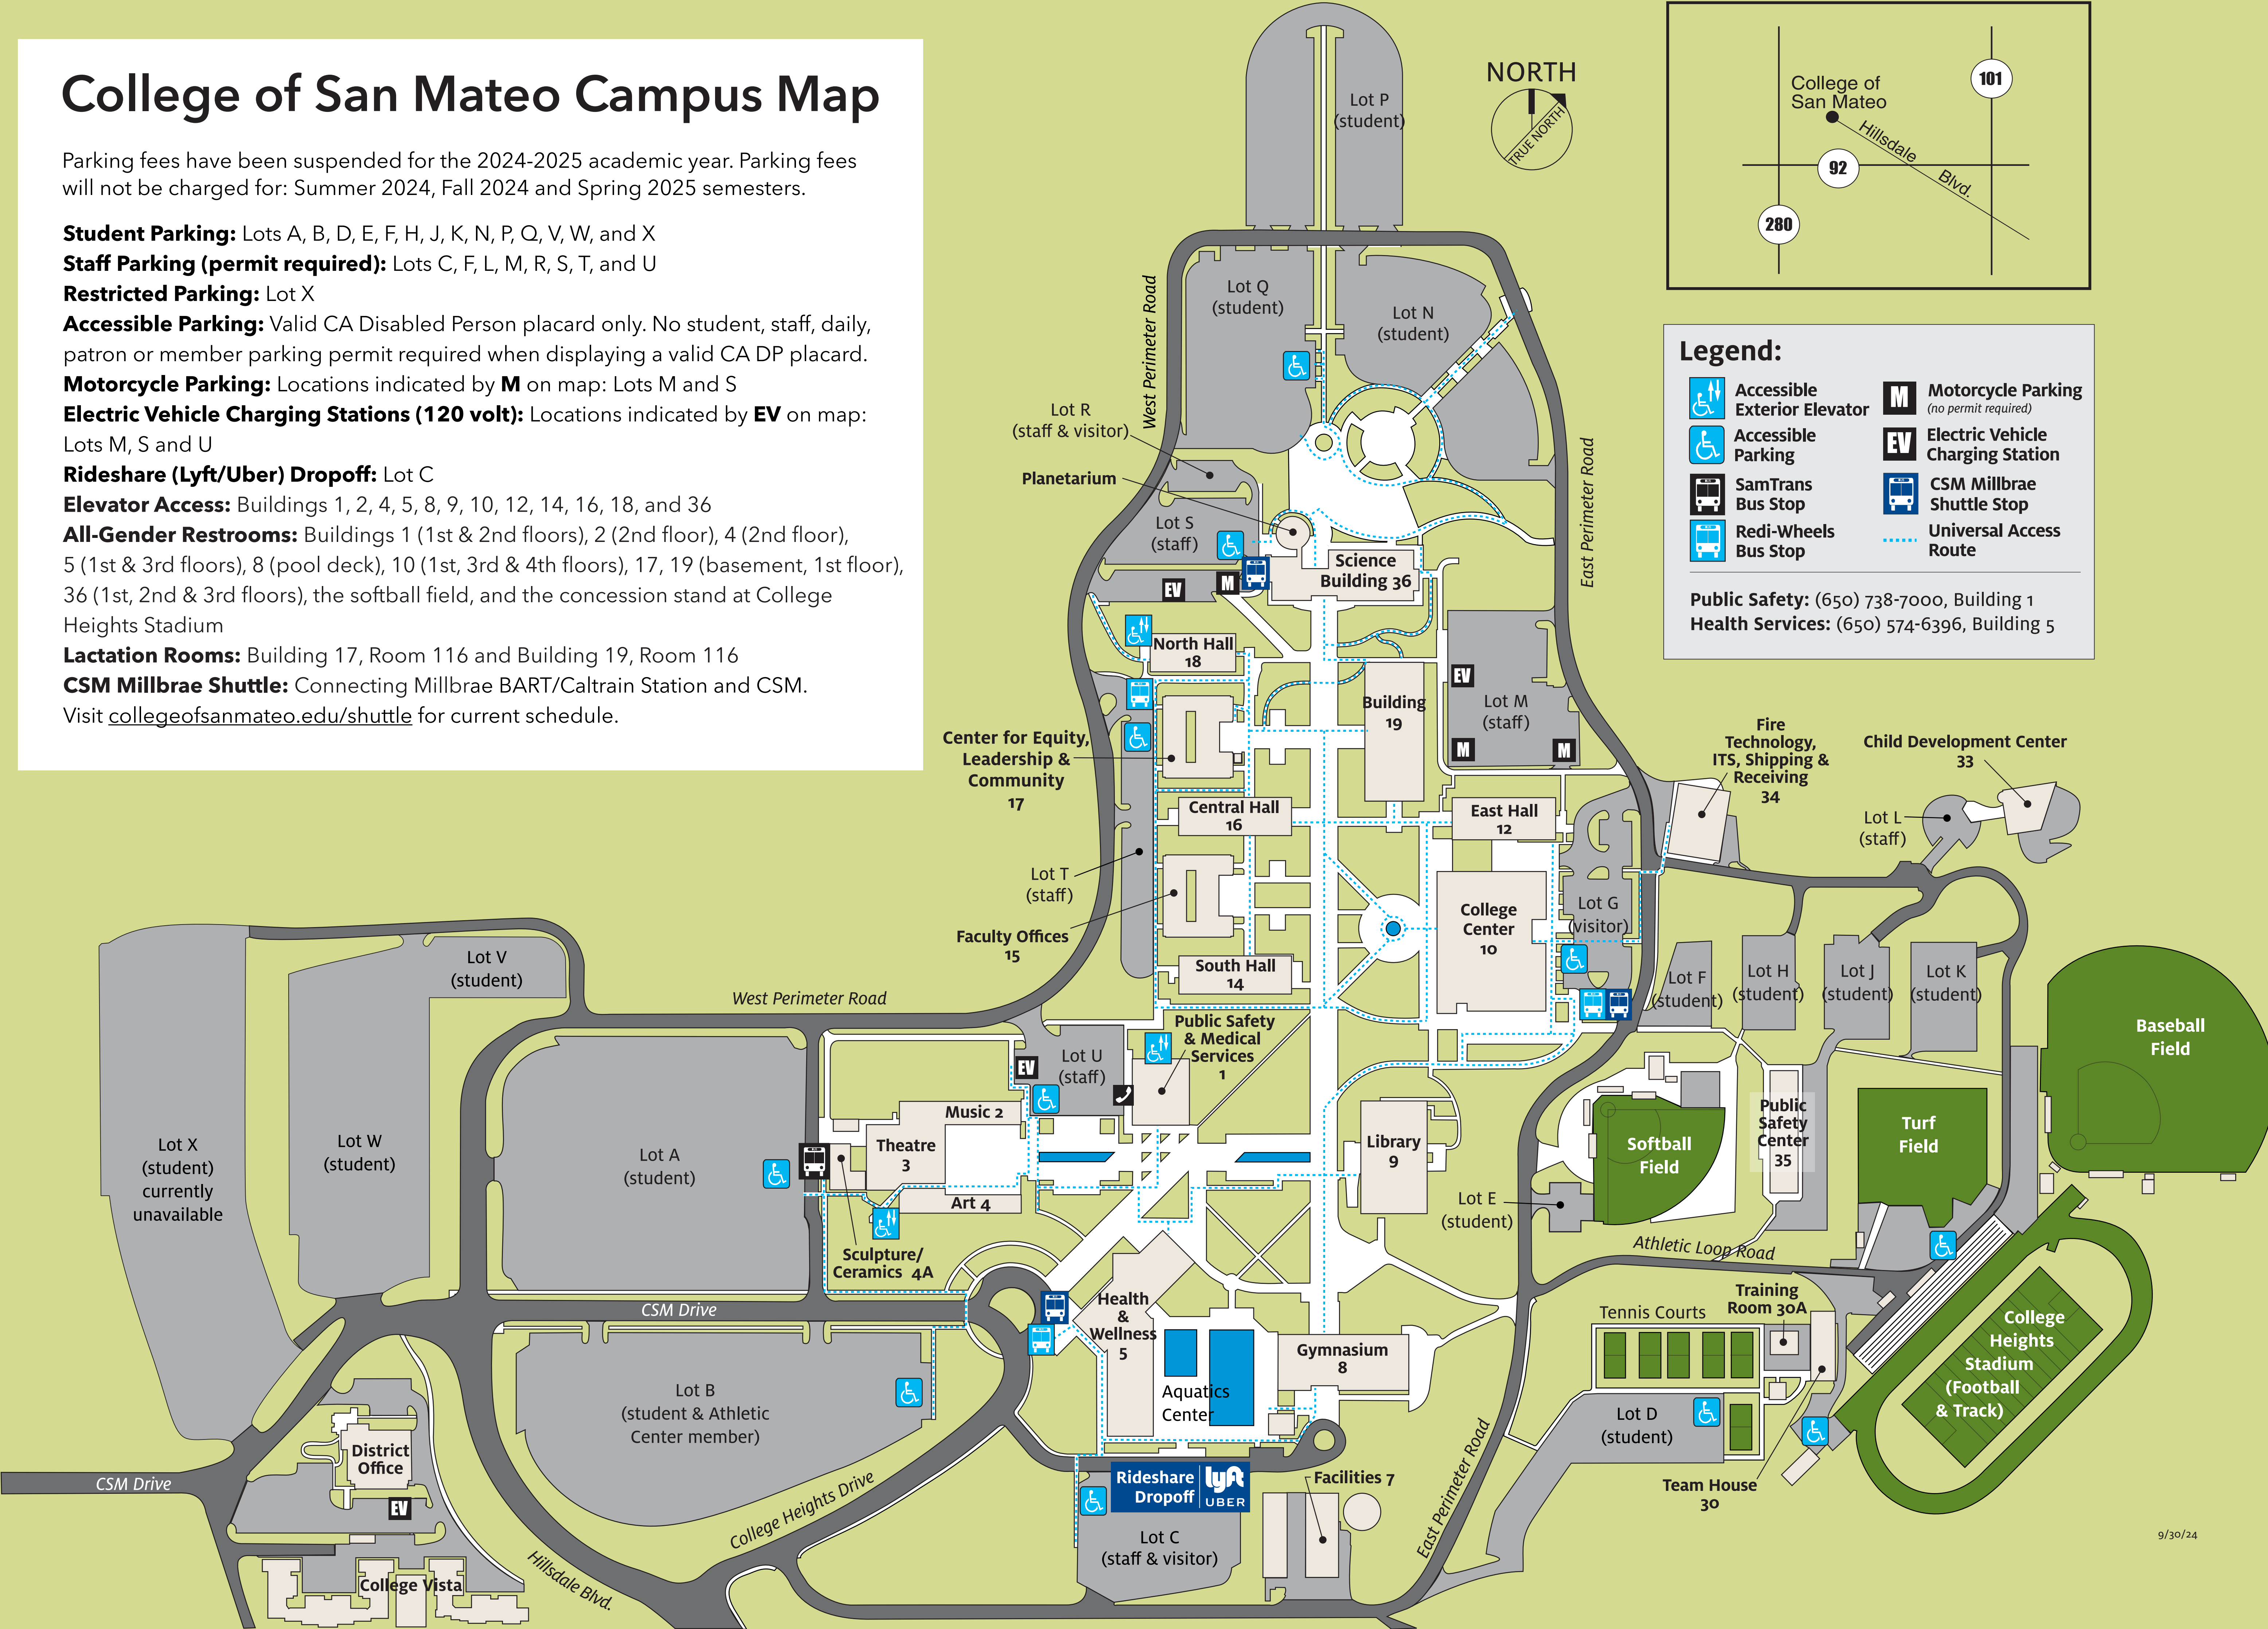 College of San Mateo Campus Map
Parking fees have been suspended for the 2024-2025 academic year. Parking fees
will not be charged for: Summer 2024, Fall 2024 and Spring 2025 semesters.
Student Parking: Lots A, B, D, E, F, H, J, K, N, P, Q, V, W, and X
Staff Parking (permit required): Lots C, F, L, M, R, S, T, and U
Restricted Parking: Lot X
Accessible Parking: Valid CA Disabled Person placard only. No student, staff, daily,
patron or member parking permit required when displaying a valid CA DP placard.
Motorcycle Parking: Locations indicated by M on map: Lots M and S
Electric Vehicle Charging Stations (120 volt): Locations indicated by EV on map:
Lots M, S and U
Rideshare (Lyft/Uber) Dropoff: Lot C
Elevator Access: Buildings 1, 2, 4, 5, 8, 9, 10, 12, 14, 16, 18, and 36
All-Gender Restrooms: Buildings 1 (1st & 2nd floors), 2 (2nd floor), 4 (2nd floor),
5 (1st & 3rd floors), 8 (pool deck), 10 (1st, 3rd & 4th floors), 17, 19 (basement, 1st floor),
36 (1st, 2nd & 3rd floors), the softball field, and the concession stand at College
Heights Stadium
Lactation Rooms: Building 17, Room 116 and Building 19, Room 116
CSM Millbrae Shuttle: Connecting Millbrae BART/Caltrain Station and CSM.
Visit collegeofsanmateo.edu/shuttle for current schedule.
NORTH
TRUE NORTH
College of
San Mateo
Hillsdale
Blvd.
101
92
280
Legend:
Accessible
Exterior Elevator
Accessible
Parking
SamTrans
Bus Stop
Redi-Wheels
Bus Stop
M
Motorcycle Parking
(no permit required)
EV
Electric Vehicle
Charging Station
CSM Millbrae
Shuttle Stop
Universal Access
Route
Public Safety: (650) 738-7000, Building 1
Health Services: (650) 574-6396, Building 5
Lot P
(student)
Lot Q
(student)
Lot N
(student)
West Perimeter Road
East Perimeter Road
Lot R
(staff & visitor)
Planetarium
Lot S
(staff)
EV
M
Science
Building 36
North Hall
18
Building
19
EV
Lot M
(staff)
M
M
Center for Equity,
Leadership &
Community
17
Central Hall
16
East Hall
12
Fire
Technology,
ITS, Shipping &
Receiving
34
Child Development Center
33
Lot L
(staff)
Lot T
(staff)
Faculty Offices
15
South Hall
14
College
Center
10
Lot G
(visitor)
Lot F
(student)
Lot H
(student)
Lot J
(student)
Lot K
(student)
Baseball
Field
Lot V
(student)
West Perimeter Road
Public Safety
& Medical
Services
1
EV
Lot U
(staff)
Lot X
(student)
currently
unavailable
Lot W
(student)
Lot A
(student)
Music 2
Theatre
3
Art 4
Sculpture/
Ceramics 4A
Library
9
Softball
Field
Lot E
(student)
Public
Safety
Center
35
Turf
Field
Athletic Loop Road
CSM Drive
Health
&
Wellness
5
Aquatics
Center
Gymnasium
8
Tennis Courts
Training
Room 30A
College
Heights
Stadium
(Football
& Track)
Lot B
(student & Athletic
Center member)
Lot D
(student)
Team House
30
District
Office
EV
CSM Drive
College Vista
Hillsdale Blvd.
College Heights Drive
Rideshare
Dropoff
lyft
UBER
Lot C
(staff & visitor)
Facilities 7
East Perimeter Road
9/30/24